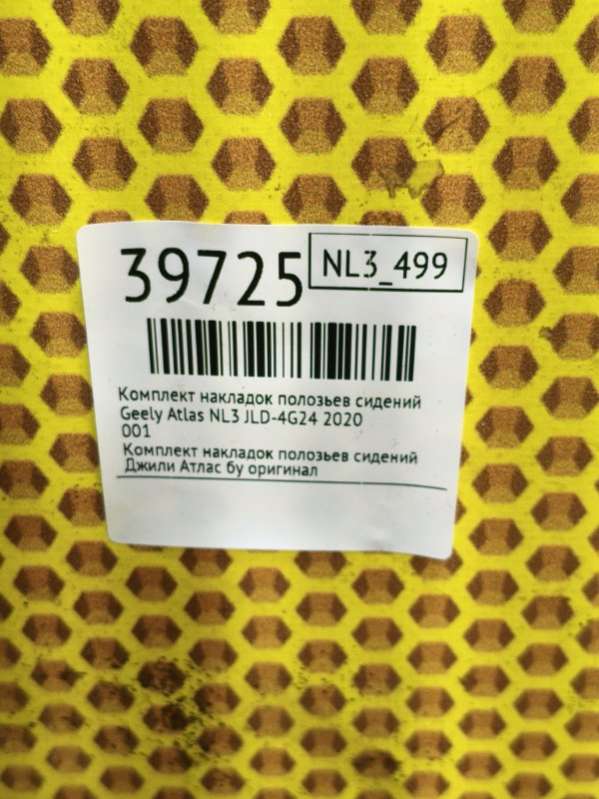 39725
NL3_499
Комплект накладок полозьев сидений
Geely Atlas NL3 JLD-4G24 2020
001
Комплект накладок полозьев сидений
Джили Атлас бу оригинал